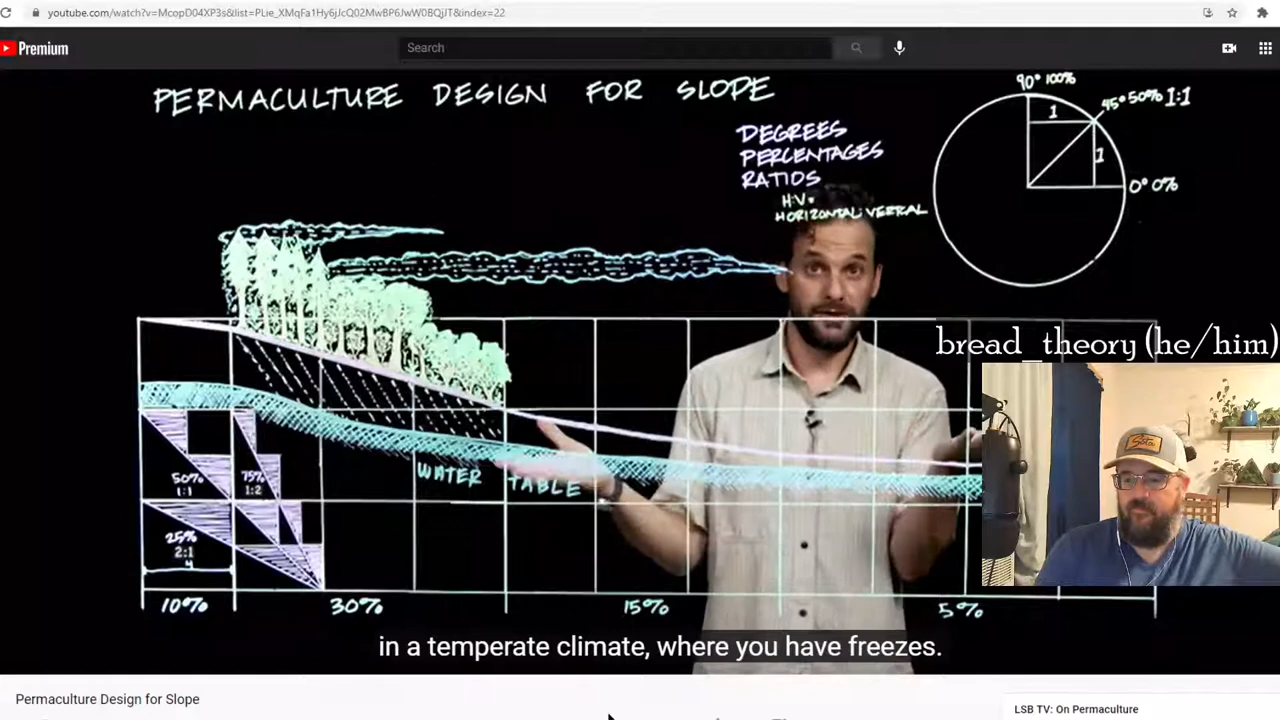 youtube.com/watch?v=McopD04XP3s&list=PLie_XMqFa1Hy6jJcQ02MwBP6JwW0BQjJT&index=22
Premium
Search
PERMACULTURE DESIGN FOR SLOPE
90° 100%
45° 50% 1:1
1
1
0° 0%
DEGREES
PERCENTAGES
RATIOS
H:V=
HORIZONTAL:VERTRAL
bread_theory (he/him)
WATER TABLE
50%
1:1
75%
1:2
25%
2:1
4
10%
30%
15%
5%
in a temperate climate, where you have freezes.
Permaculture Design for Slope
LSB TV: On Permaculture